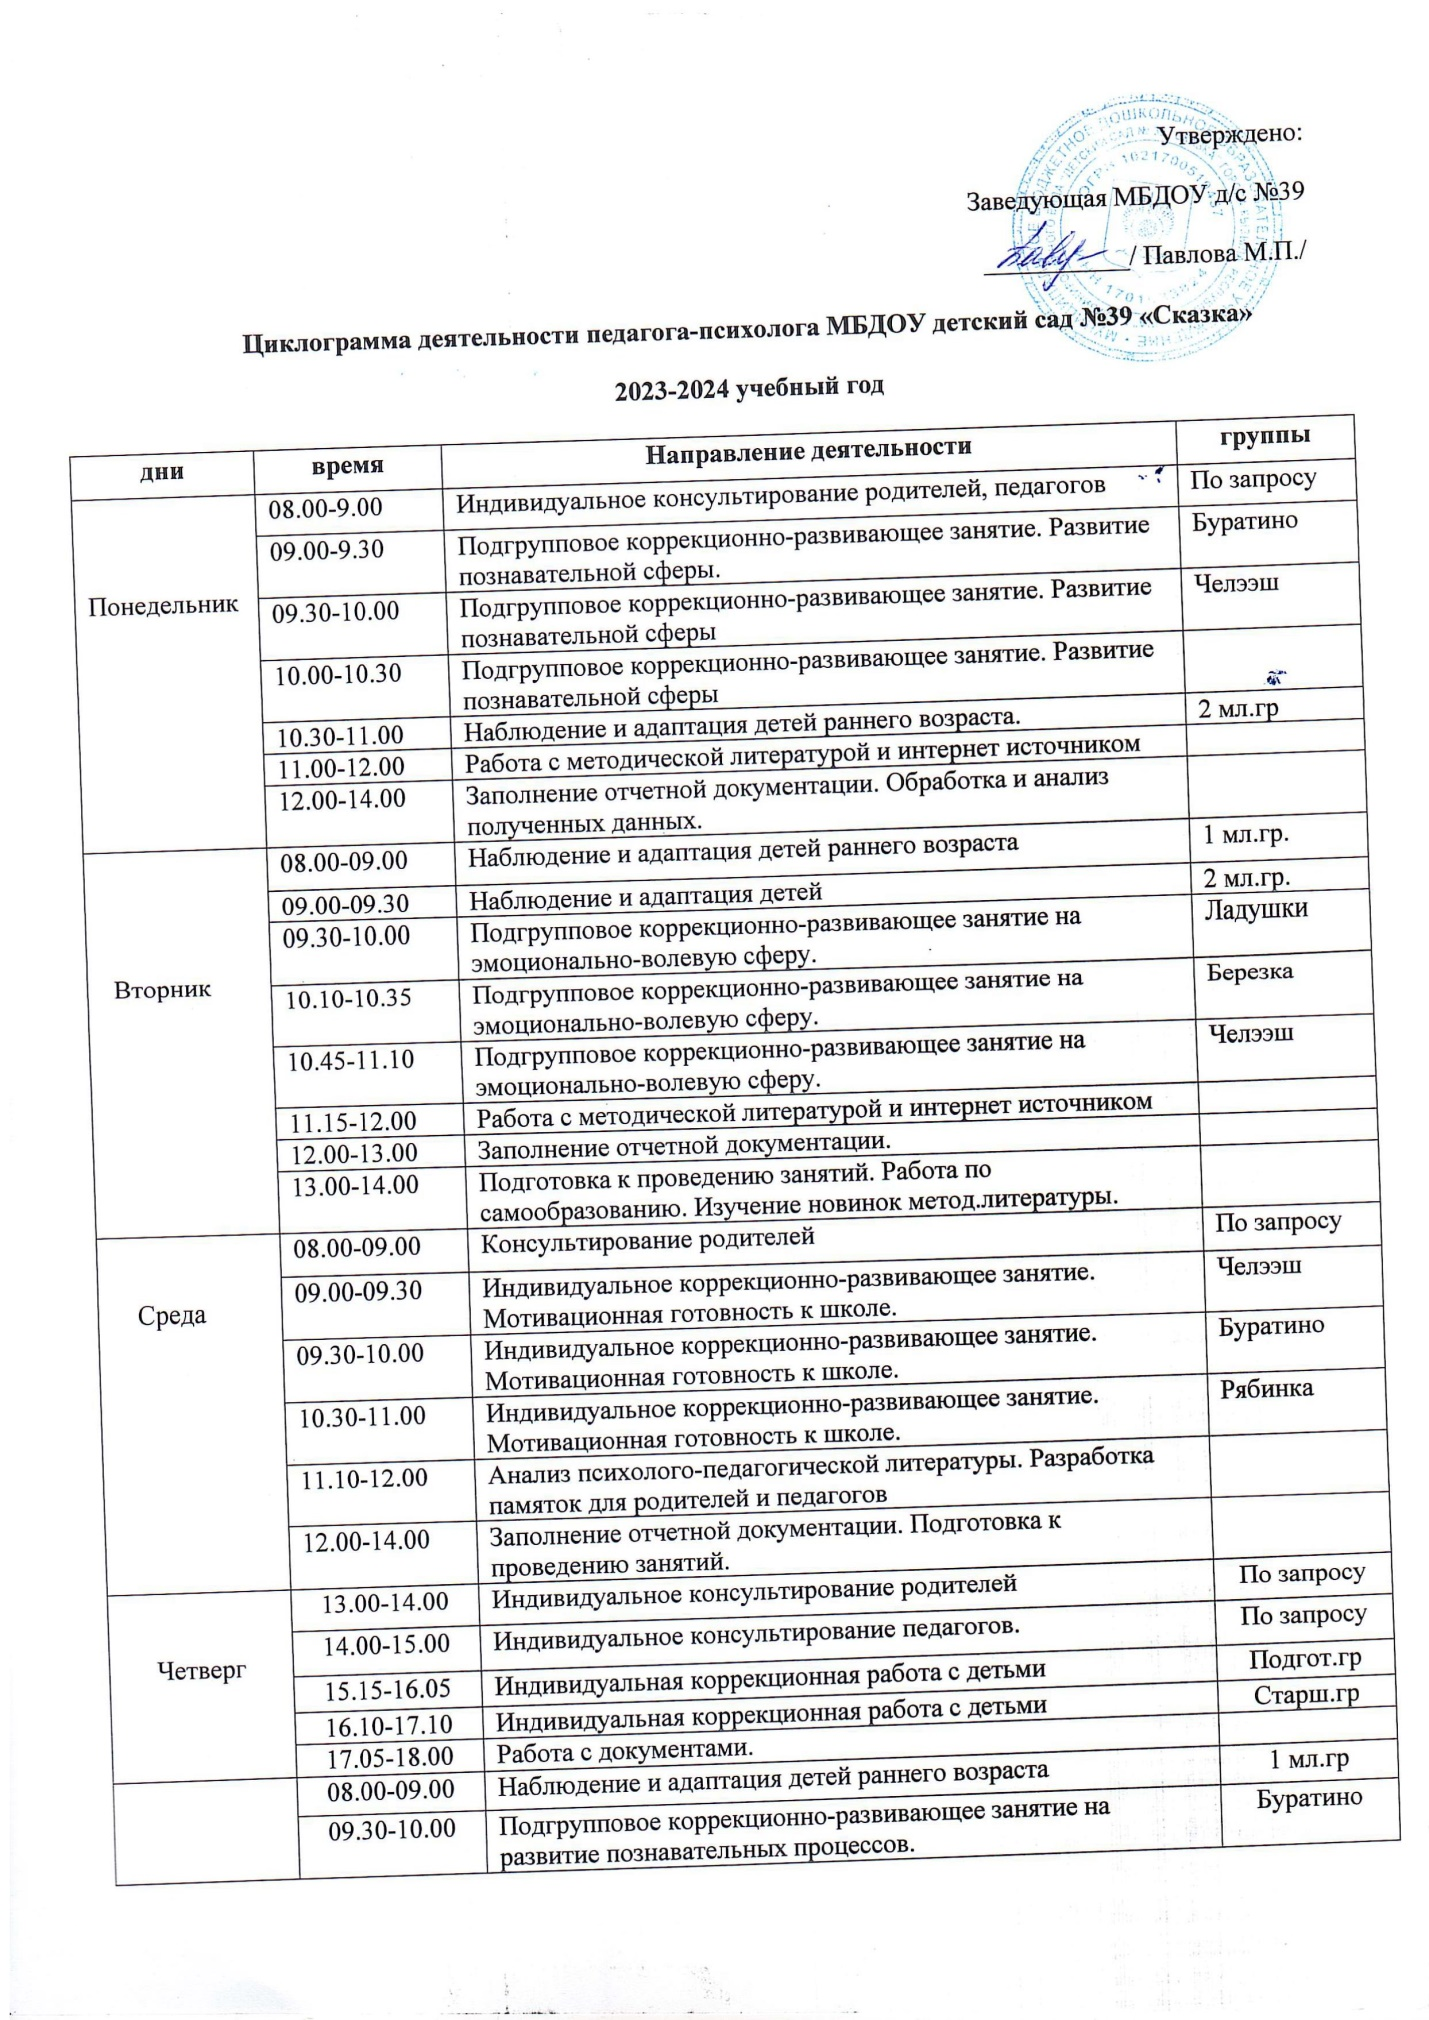 Утверждено:
Заведующая МБДОУ д/с №39
/ Павлова М.П./
Циклограмма деятельности педагога-психолога МБДОУ детский сад №39 «Сказка»
2023-2024 учебный год
дни время Направление деятельности группы
Понедельник
08.00-9.00 Индивидуальное консультирование родителей, педагогов По запросу
09.00-9.30 Подгрупповое коррекционно-развивающее занятие. Развитие Буратино
познавательной сферы.
09.30-10.00 Подгрупповое коррекционно-развивающее занятие. Развитие Челээш
познавательной сферы
10.00-10.30 Подгрупповое коррекционно-развивающее занятие. Развитие
познавательной сферы
10.30-11.00 Наблюдение и адаптация детей раннего возраста. 2 мл.гр
11.00-12.00 Работа с методической литературой и интернет источником
12.00-14.00 Заполнение отчетной документации. Обработка и анализ
полученных данных.
Вторник
08.00-09.00 Наблюдение и адаптация детей раннего возраста 1 мл.гр.
09.00-09.30 Наблюдение и адаптация детей 2 мл.гр.
09.30-10.00 Подгрупповое коррекционно-развивающее занятие на Ладушки
эмоционально-волевую сферу.
10.10-10.35 Подгрупповое коррекционно-развивающее занятие на Березка
эмоционально-волевую сферу.
10.45-11.10 Подгрупповое коррекционно-развивающее занятие на Челээш
эмоционально-волевую сферу.
11.15-12.00 Работа с методической литературой и интернет источником
12.00-13.00 Заполнение отчетной документации.
13.00-14.00 Подготовка к проведению занятий. Работа по
самообразованию. Изучение новинок метод.литературы.
Среда
08.00-09.00 Консультирование родителей По запросу
09.00-09.30 Индивидуальное коррекционно-развивающее занятие. Челээш
Мотивационная готовность к школе.
09.30-10.00 Индивидуальное коррекционно-развивающее занятие. Буратино
Мотивационная готовность к школе.
10.30-11.00 Индивидуальное коррекционно-развивающее занятие. Рябинка
Мотивационная готовность к школе.
11.10-12.00 Анализ психолого-педагогической литературы. Разработка
памяток для родителей и педагогов
12.00-14.00 Заполнение отчетной документации. Подготовка к
проведению занятий.
Четверг
13.00-14.00 Индивидуальное консультирование родителей По запросу
14.00-15.00 Индивидуальное консультирование педагогов. По запросу
15.15-16.05 Индивидуальная коррекционная работа с детьми Подгот.гр
16.10-17.10 Индивидуальная коррекционная работа с детьми Старш.гр
17.05-18.00 Работа с документами.
08.00-09.00 Наблюдение и адаптация детей раннего возраста 1 мл.гр
09.30-10.00 Подгрупповое коррекционно-развивающее занятие на Буратино
развитие познавательных процессов.